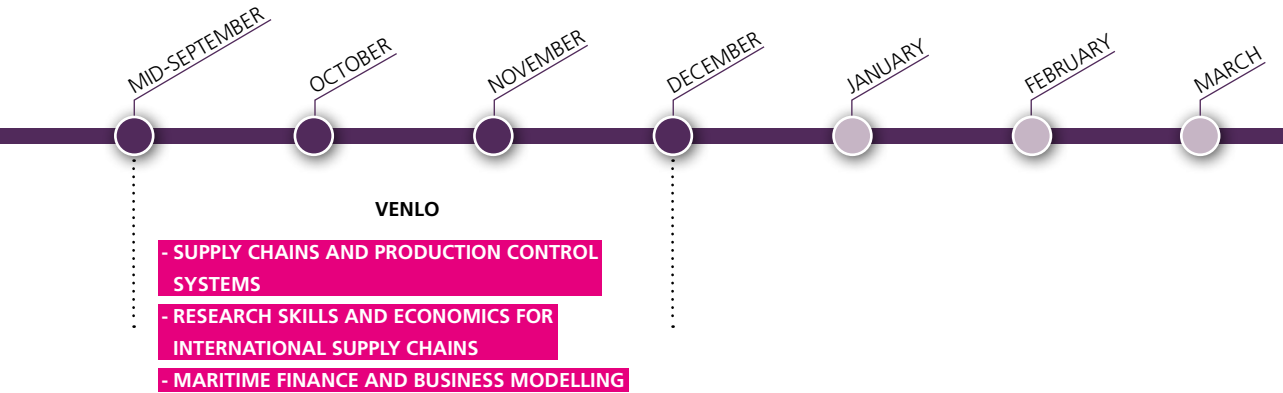 MID-SEPTEMBER
OCTOBER
NOVEMBER
DECEMBER
JANUARY
FEBRUARY
MARCH
VENLO
- SUPPLY CHAINS AND PRODUCTION CONTROL
SYSTEMS
- RESEARCH SKILLS AND ECONOMICS FOR
INTERNATIONAL SUPPLY CHAINS
- MARITIME FINANCE AND BUSINESS MODELLING